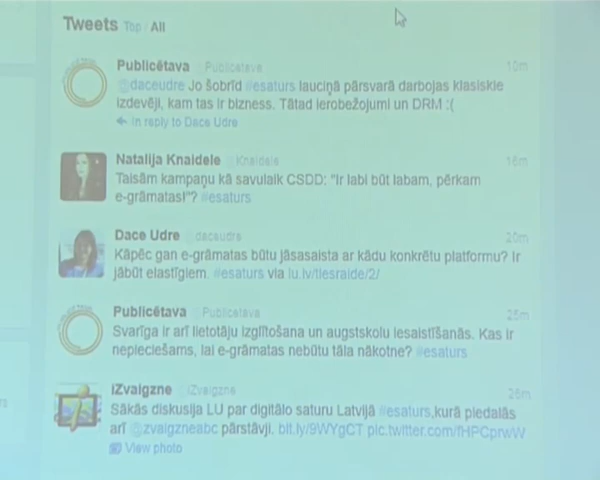 Tweets Top / All
Publicētava @Publicetava 10m
@daceudre Jo šobrīd #esaturs lauciņā pārsvarā darbojas klasiskie
izdevēji, kam tas ir bizness. Tātad ierobežojumi un DRM :(
In reply to Dace Udre
Natalija Knaidele @Knaidele 16m
Taisām kampaņu kā savulaik CSDD: "Ir labi būt labam, pērkam
e-grāmatas!"? #esaturs
Dace Udre @daceudre 20m
Kāpēc gan e-grāmatas būtu jāsasaista ar kādu konkrētu platformu? Ir
jābūt elastīgiem. #esaturs via lu.lv/tiesraide/2/
Publicētava @Publicetava 25m
Svarīga ir arī lietotāju izglītošana un augstskolu iesaistīšanās. Kas ir
nepieciešams, lai e-grāmatas nebūtu tāla nākotne? #esaturs
iZvaigzne @iZvaigzne 26m
Sākās diskusija LU par digitālo saturu Latvijā #esaturs,kurā piedalās
arī @zvaigzneabc pārstāvji. bit.ly/9WYgCT pic.twitter.com/fHPCprwW
View photo